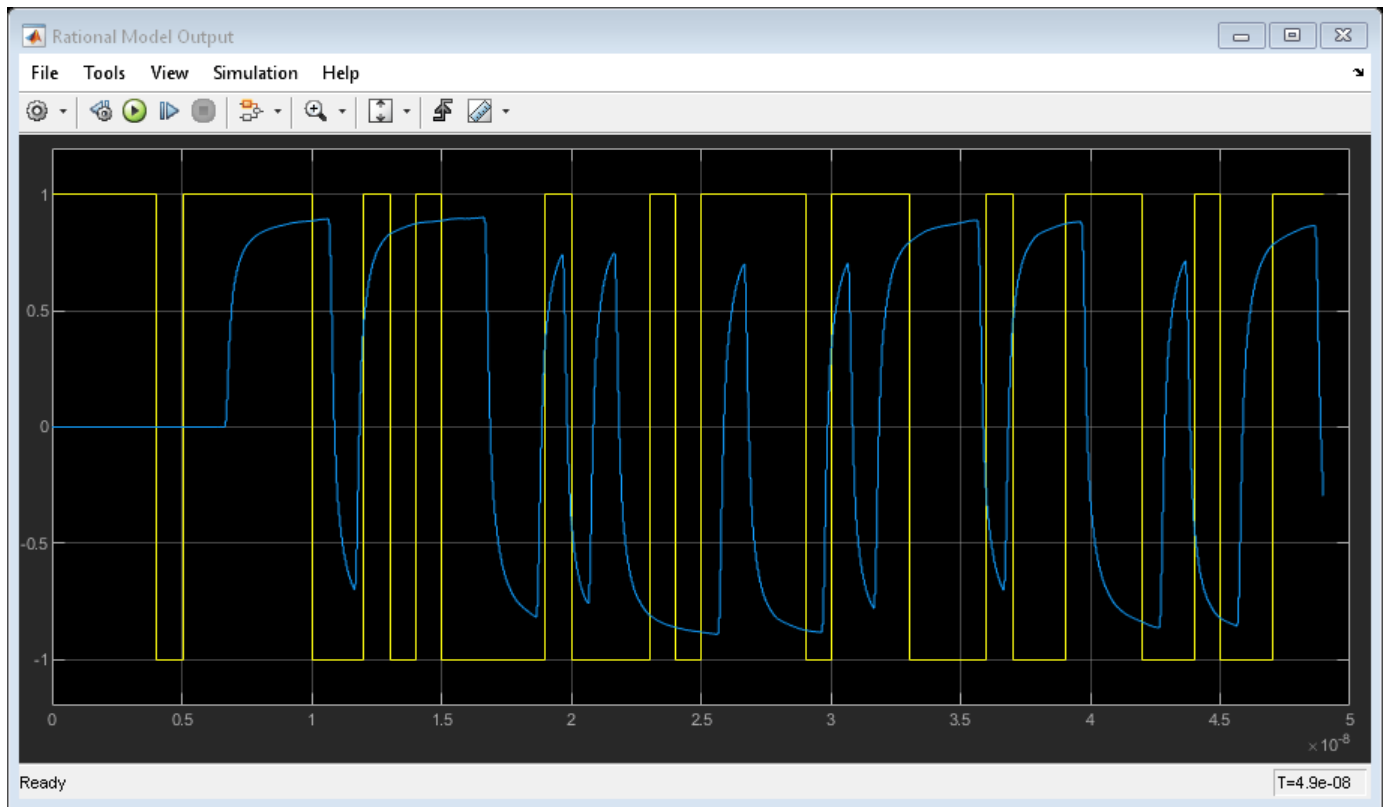 Rational Model Output
File Tools View Simulation Help
1
0.5
0
-0.5
-1
0 0.5 1 1.5 2 2.5 3 3.5 4 4.5 5
×10⁻⁸
Ready T=4.9e-08